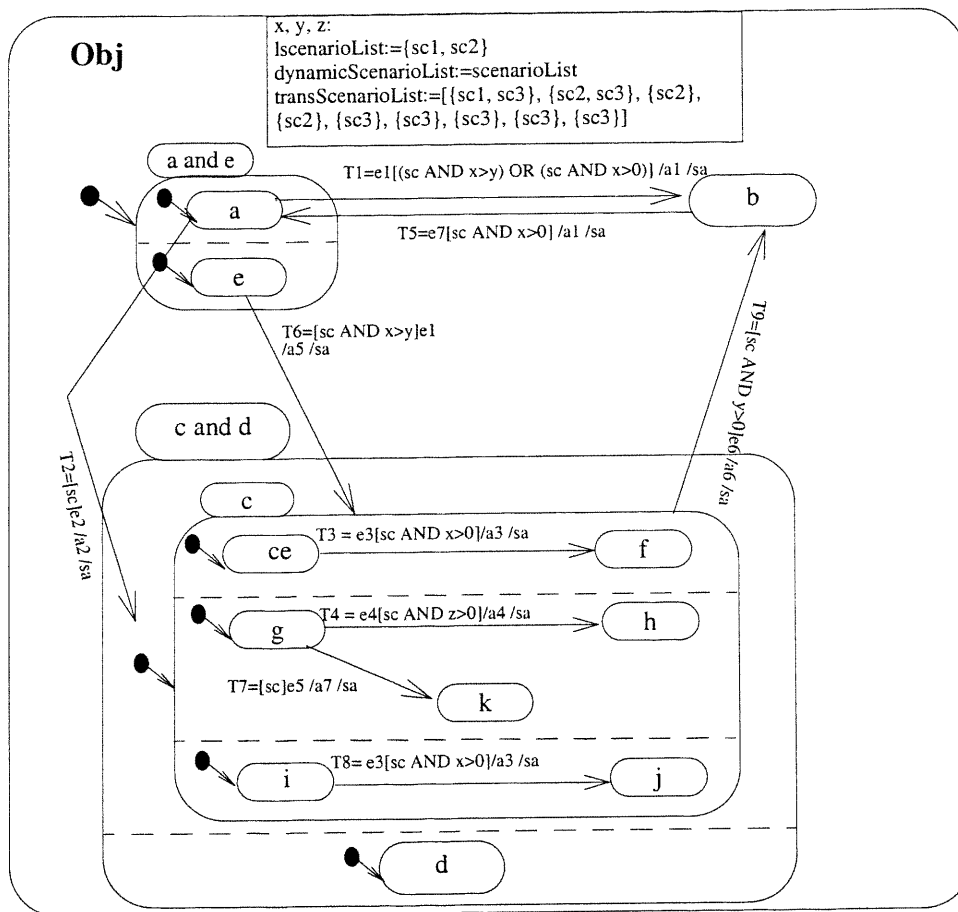 Obj
x, y, z:
lscenarioList:={sc1, sc2}
dynamicScenarioList:=scenarioList
transScenarioList:=[{sc1, sc3}, {sc2, sc3}, {sc2},
{sc2}, {sc3}, {sc3}, {sc3}, {sc3}, {sc3}]
a and e
T1=e1[(sc AND x>y) OR (sc AND x>0)] /a1 /sa
a
b
T5=e7[sc AND x>0] /a1 /sa
e
T6=[sc AND x>y]e1
/a5 /sa
T9=[sc AND y>0]e6 /a6 /sa
c and d
T2=[sc]e2 /a2 /sa
c
T3 = e3[sc AND x>0]/a3 /sa
ce
f
T4 = e4[sc AND z>0]/a4 /sa
g
h
T7=[sc]e5 /a7 /sa
k
T8= e3[sc AND x>0]/a3 /sa
i
j
d